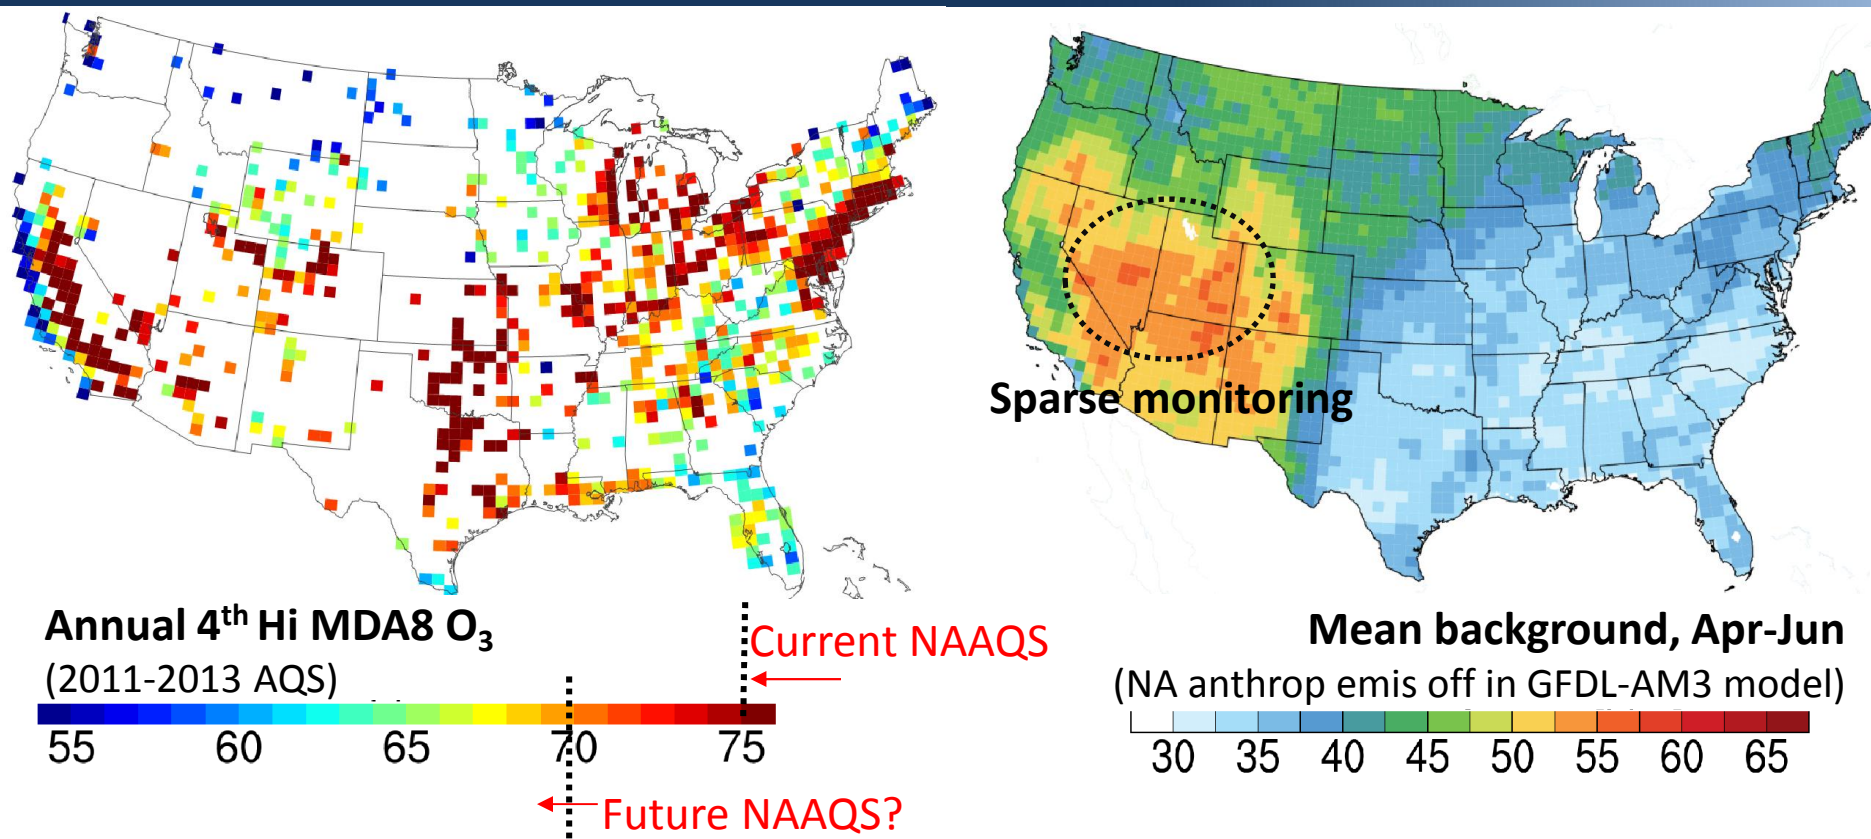 Sparse monitoring
Annual 4th Hi MDA8 O3
(2011-2013 AQS)
55 60 65 70 75
Current NAAQS
Future NAAQS?
Mean background, Apr-Jun
(NA anthrop emis off in GFDL-AM3 model)
30 35 40 45 50 55 60 65